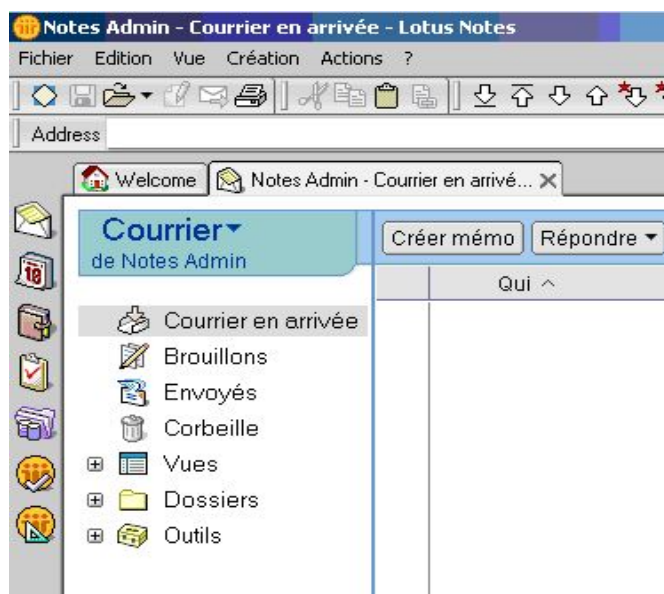 Notes Admin - Courrier en arrivée - Lotus Notes
Fichier Edition Vue Création Actions ?
Address
Welcome Notes Admin - Courrier en arrivé...
Courrier
de Notes Admin
Créer mémo Répondre
18
Qui
Courrier en arrivée
Brouillons
Envoyés
Corbeille
Vues
Dossiers
Outils